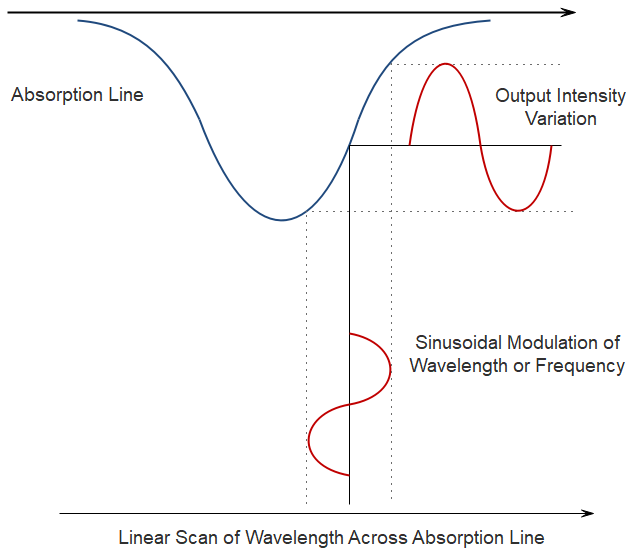 Absorption Line
Output Intensity
Variation
Sinusoidal Modulation of
Wavelength or Frequency
Linear Scan of Wavelength Across Absorption Line